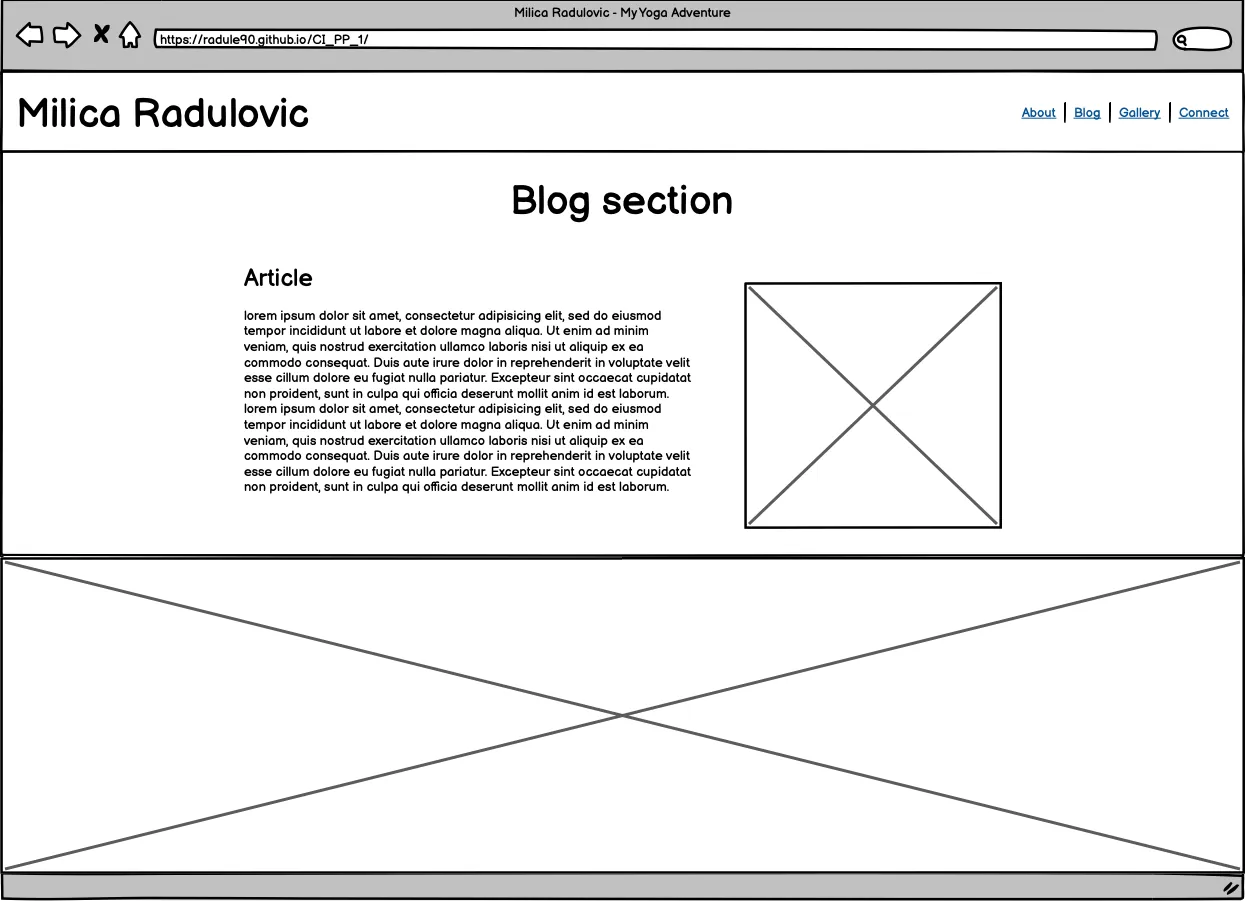 Milica Radulovic - My Yoga Adventure
https://radule90.github.io/CI_PP_1/
Milica Radulovic
About | Blog | Gallery | Connect
Blog section
Article
lorem ipsum dolor sit amet, consectetur adipisicing elit, sed do eiusmod
tempor incididunt ut labore et dolore magna aliqua. Ut enim ad minim
veniam, quis nostrud exercitation ullamco laboris nisi ut aliquip ex ea
commodo consequat. Duis aute irure dolor in reprehenderit in voluptate velit
esse cillum dolore eu fugiat nulla pariatur. Excepteur sint occaecat cupidatat
non proident, sunt in culpa qui officia deserunt mollit anim id est laborum.
lorem ipsum dolor sit amet, consectetur adipisicing elit, sed do eiusmod
tempor incididunt ut labore et dolore magna aliqua. Ut enim ad minim
veniam, quis nostrud exercitation ullamco laboris nisi ut aliquip ex ea
commodo consequat. Duis aute irure dolor in reprehenderit in voluptate velit
esse cillum dolore eu fugiat nulla pariatur. Excepteur sint occaecat cupidatat
non proident, sunt in culpa qui officia deserunt mollit anim id est laborum.